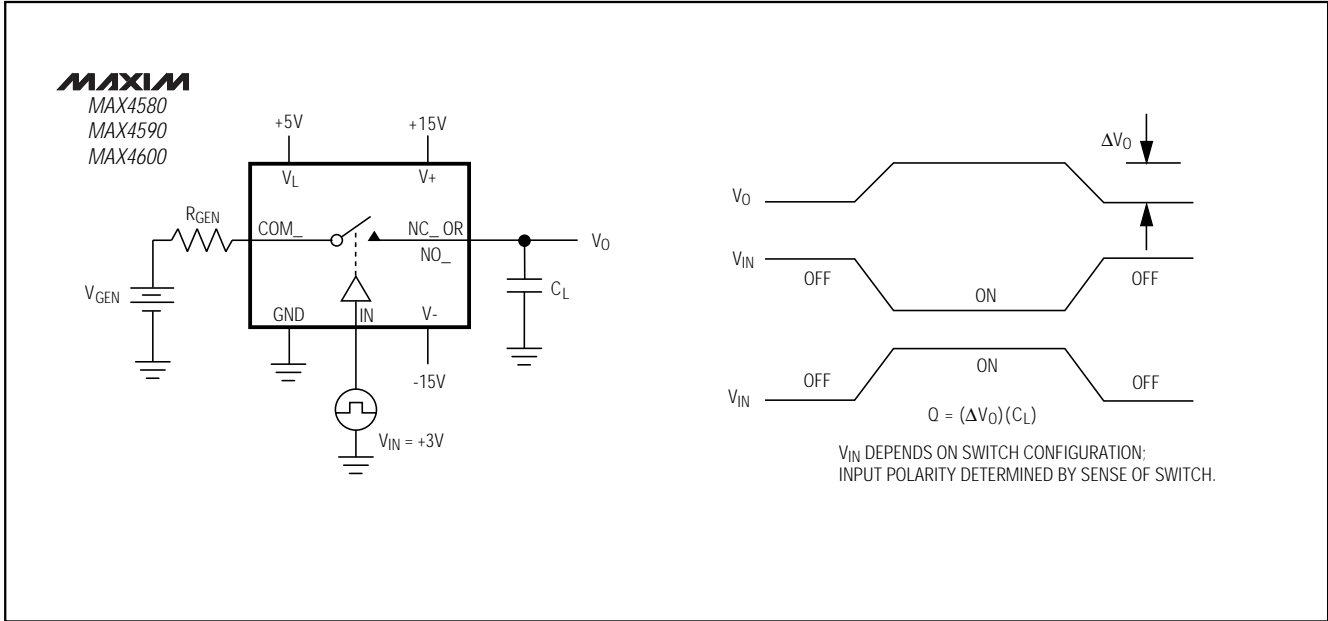 MAXIM
MAX4580
MAX4590
MAX4600
+5V
+15V
VL
V+
RGEN
COM_
NC_ OR
NO_
VO
VGEN
CL
GND
IN
V-
-15V
VIN = +3V
ΔVO
VO
VIN
OFF
ON
OFF
VIN
OFF
ON
OFF
Q = (ΔVO)(CL)
VIN DEPENDS ON SWITCH CONFIGURATION;
INPUT POLARITY DETERMINED BY SENSE OF SWITCH.